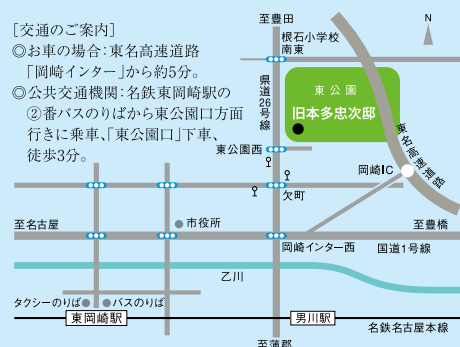 [交通のご案内]
◎お車の場合:東名高速道路
「岡崎インター」から約5分。
◎公共交通機関:名鉄東岡崎駅の
②番バスのりばから東公園口方面
行きに乗車、「東公園口」下車、
徒歩3分。
至豊田
N
根石小学校
南東
県道26号線
東公園
旧本多忠次邸
東名高速道路
東公園西
岡崎IC
欠町
至名古屋
市役所
至豊橋
岡崎インター西
国道1号線
乙川
タクシーのりば
バスのりば
東岡崎駅
男川駅
名鉄名古屋本線
至蒲郡